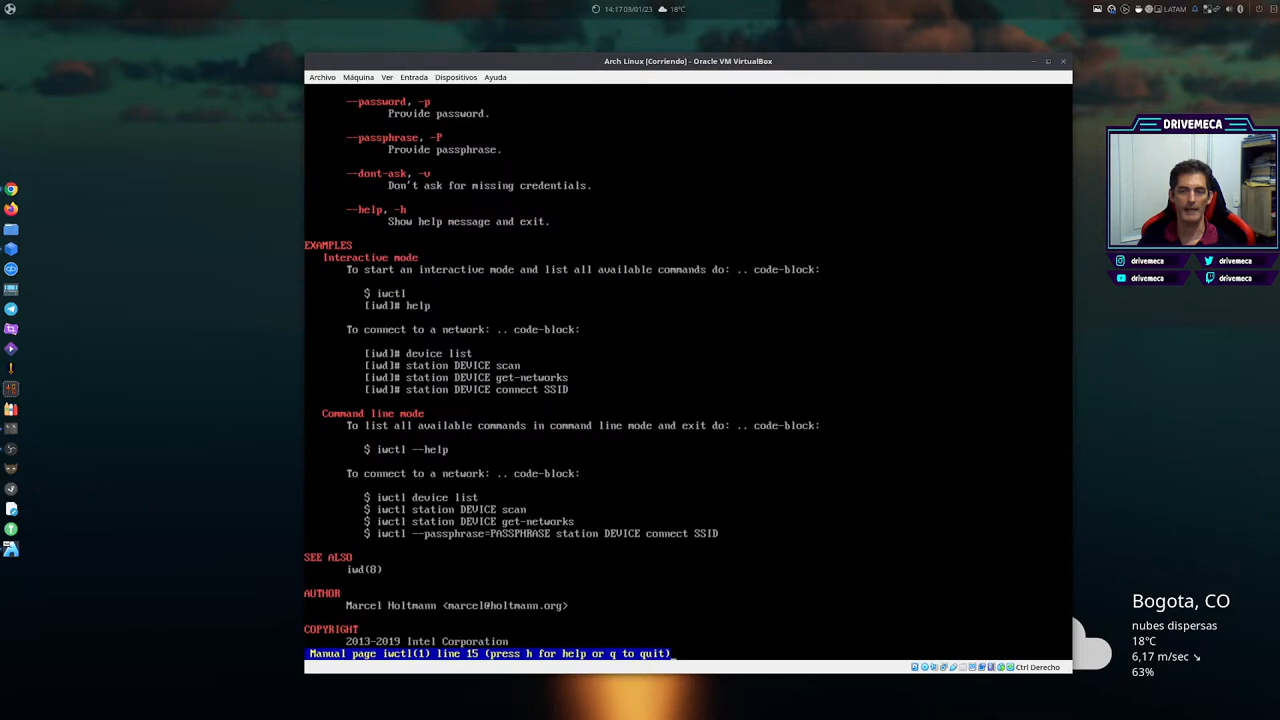 14:17 03/01/23 18°C
LATAM
Arch Linux [Corriendo] - Oracle VM VirtualBox
Archivo Máquina Ver Entrada Dispositivos Ayuda
--password, -p
Provide password.
--passphrase, -P
Provide passphrase.
--dont-ask, -v
Don't ask for missing credentials.
--help, -h
Show help message and exit.
EXAMPLES
Interactive mode
To start an interactive mode and list all available commands do: .. code-block:
$ iwctl
[iwd]# help
To connect to a network: .. code-block:
[iwd]# device list
[iwd]# station DEVICE scan
[iwd]# station DEVICE get-networks
[iwd]# station DEVICE connect SSID
Command line mode
To list all available commands in command line mode and exit do: .. code-block:
$ iwctl --help
To connect to a network: .. code-block:
$ iwctl device list
$ iwctl station DEVICE scan
$ iwctl station DEVICE get-networks
$ iwctl --passphrase=PASSPHRASE station DEVICE connect SSID
SEE ALSO
iwd(8)
AUTHOR
Marcel Holtmann <marcel@holtmann.org>
COPYRIGHT
2013-2019 Intel Corporation
Manual page iwctl(1) line 15 (press h for help or q to quit)
Ctrl Derecho
DRIVEMECA
drivemeca drivemeca
drivemeca drivemeca
Bogota, CO
nubes dispersas
18°C
6,17 m/sec ↘
63%